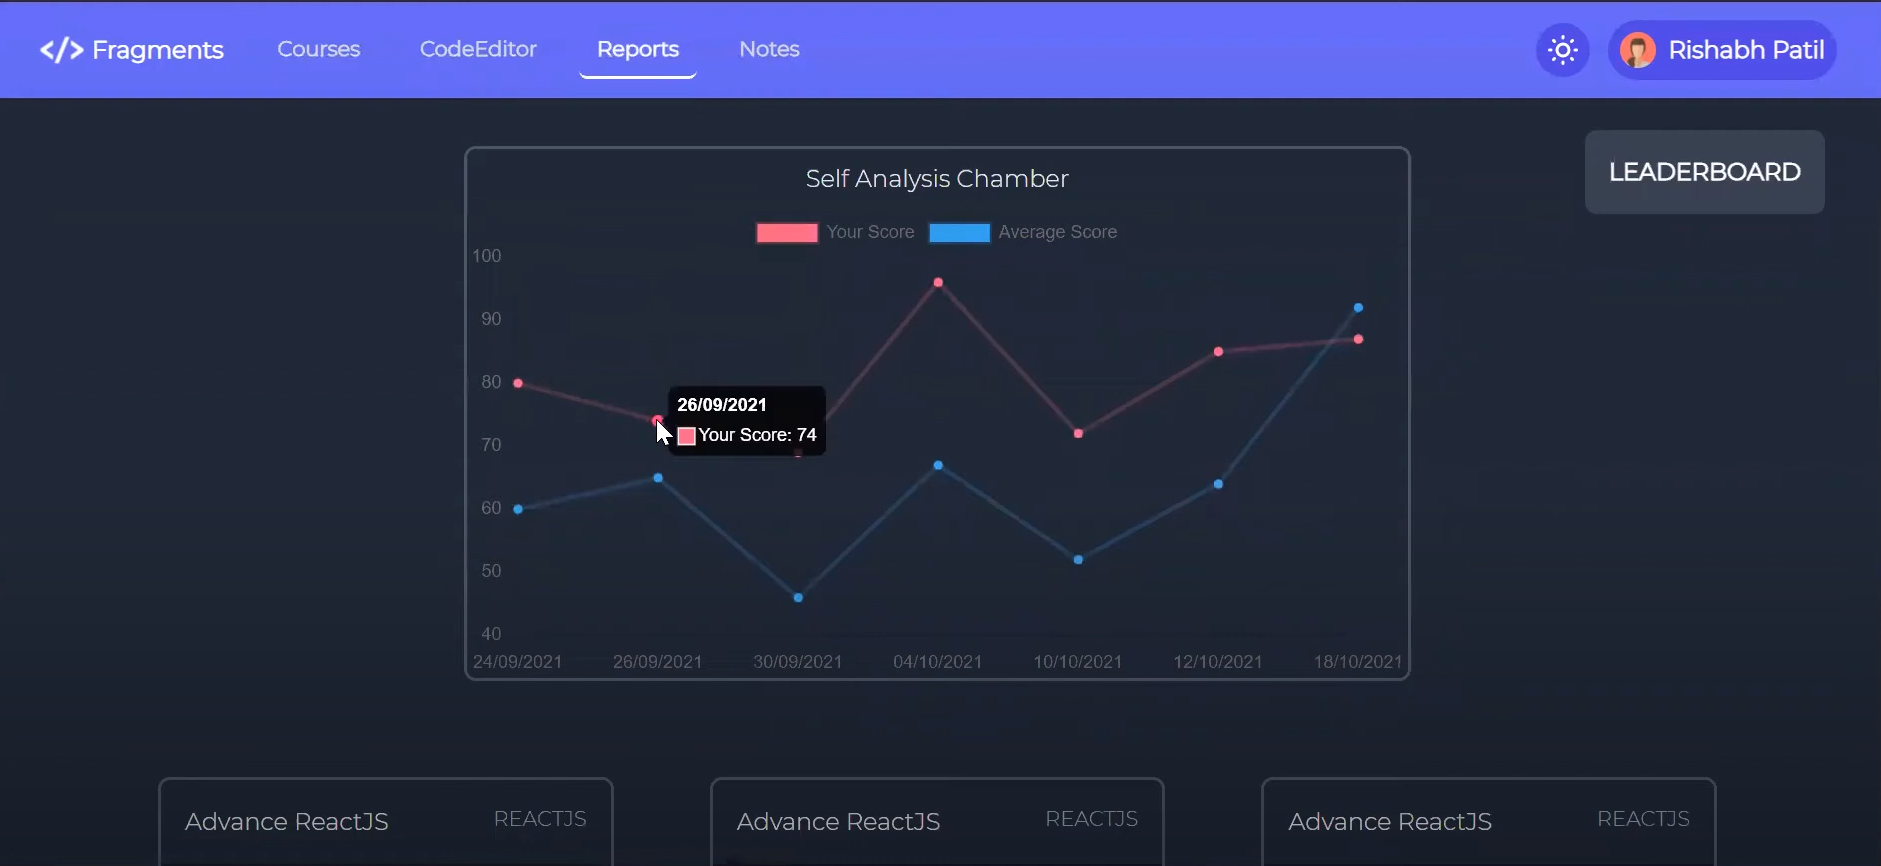 </> Fragments Courses CodeEditor Reports Notes Rishabh Patil
LEADERBOARD
Self Analysis Chamber
Your Score Average Score
100
90
80
70
60
50
40
26/09/2021
Your Score: 74
24/09/2021 26/09/2021 30/09/2021 04/10/2021 10/10/2021 12/10/2021 18/10/2021
Advance ReactJS REACTJS
Advance ReactJS REACTJS
Advance ReactJS REACTJS